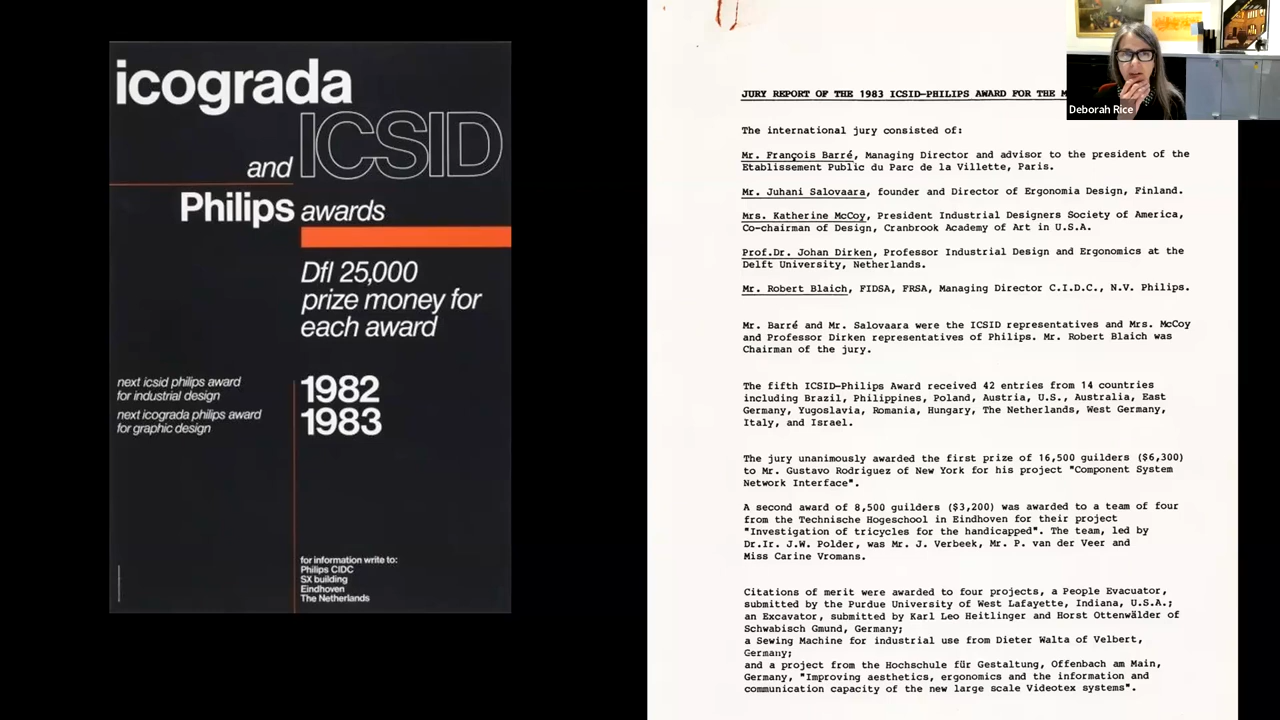 icograda
and ICSID
Philips awards
Dfl 25,000
prize money for
each award
next icsid philips award
for industrial design
next icograda philips award
for graphic design
1982
1983
for information write to:
Philips CIDC
SX building
Eindhoven
The Netherlands
JURY REPORT OF THE 1983 ICSID-PHILIPS AWARD FOR THE
The international jury consisted of:
Mr. François Barré, Managing Director and advisor to the president of the
Etablissement Public du Parc de la Villette, Paris.
Mr. Juhani Salovaara, founder and Director of Ergonomia Design, Finland.
Mrs. Katherine McCoy, President Industrial Designers Society of America,
Co-chairman of Design, Cranbrook Academy of Art in U.S.A.
Prof.Dr. Johan Dirken, Professor Industrial Design and Ergonomics at the
Delft University, Netherlands.
Mr. Robert Blaich, FIDSA, FRSA, Managing Director C.I.D.C., N.V. Philips.
Mr. Barré and Mr. Salovaara were the ICSID representatives and Mrs. McCoy
and Professor Dirken representatives of Philips. Mr. Robert Blaich was
Chairman of the jury.
The fifth ICSID-Philips Award received 42 entries from 14 countries
including Brazil, Philippines, Poland, Austria, U.S., Australia, East
Germany, Yugoslavia, Romania, Hungary, The Netherlands, West Germany,
Italy, and Israel.
The jury unanimously awarded the first prize of 16,500 guilders ($6,300)
to Mr. Gustavo Rodriguez of New York for his project "Component System
Network Interface".
A second award of 8,500 guilders ($3,200) was awarded to a team of four
from the Technische Hogeschool in Eindhoven for their project
"Investigation of tricycles for the handicapped". The team, led by
Dr.Ir. J.W. Polder, was Mr. J. Verbeek, Mr. P. van der Veer and
Miss Carine Vromans.
Citations of merit were awarded to four projects, a People Evacuator,
submitted by the Purdue University of West Lafayette, Indiana, U.S.A.;
an Excavator, submitted by Karl Leo Heitlinger and Horst Ottenwälder of
Schwabisch Gmund, Germany;
a Sewing Machine for industrial use from Dieter Walta of Velbert,
Germany;
and a project from the Hochschule für Gestaltung, Offenbach am Main,
Germany, "Improving aesthetics, ergonomics and the information and
communication capacity of the new large scale Videotex systems".
Deborah Rice